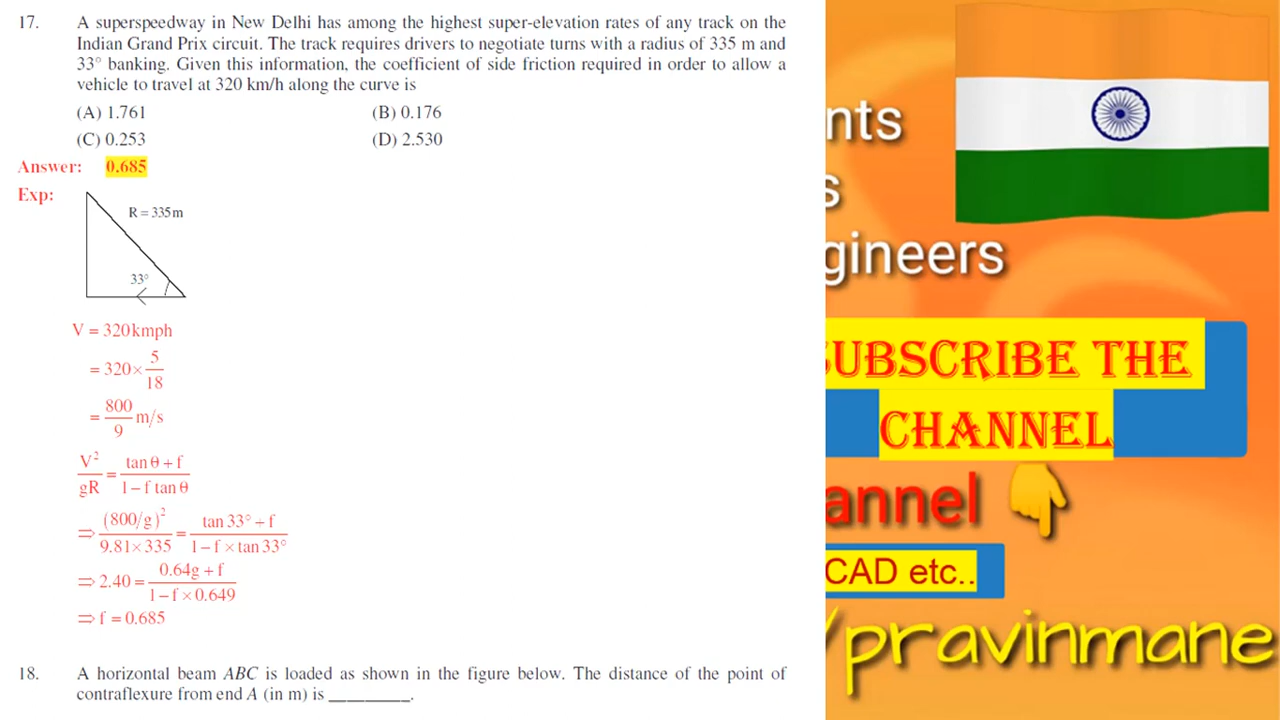 17. A superspeedway in New Delhi has among the highest super-elevation rates of any track on the
Indian Grand Prix circuit. The track requires drivers to negotiate turns with a radius of 335 m and
33° banking. Given this information, the coefficient of side friction required in order to allow a
vehicle to travel at 320 km/h along the curve is
(A) 1.761 (B) 0.176
(C) 0.253 (D) 2.530
Answer: 0.685
Exp:
R = 335m
33°
V = 320kmph
= 320 × 5/18
= 800/9 m/s
V²/gR = (tan θ + f)/(1 − f tan θ)
⇒ (800/g)²/(9.81 × 335) = (tan 33° + f)/(1 − f × tan 33°)
⇒ 2.40 = (0.64g + f)/(1 − f × 0.649)
⇒ f = 0.685
18. A horizontal beam ABC is loaded as shown in the figure below. The distance of the point of
contraflexure from end A (in m) is _________.
nts
s
gineers
SUBSCRIBE THE
CHANNEL
annel
CAD etc..
/pravinmane